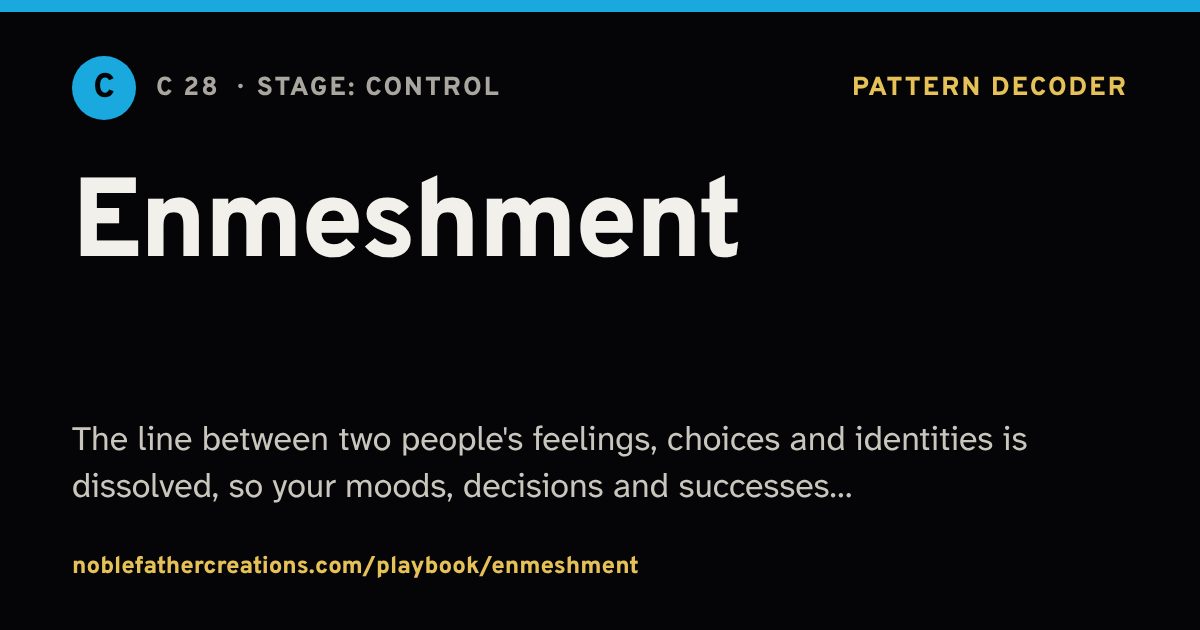 C
C 28 · STAGE: CONTROL
PATTERN DECODER
Enmeshment
The line between two people's feelings, choices and identities is
dissolved, so your moods, decisions and successes...
noblefathercreations.com/playbook/enmeshment